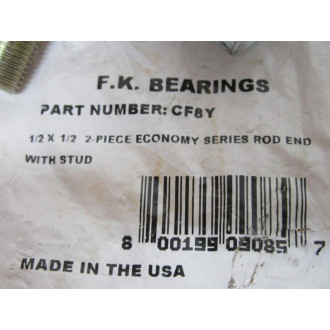 F.K. BEARINGS
PART NUMBER: CF8Y
1/2 X 1/2 2-PIECE ECONOMY SERIES ROD END
WITH STUD
8 00199 09085 7
MADE IN THE USA